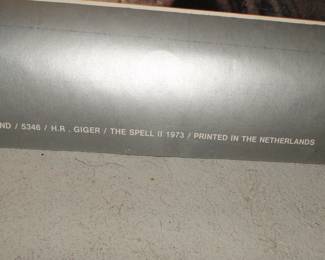 ND / 5346 / H.R. GIGER / THE SPELL II 1973 / PRINTED IN THE NETHERLANDS